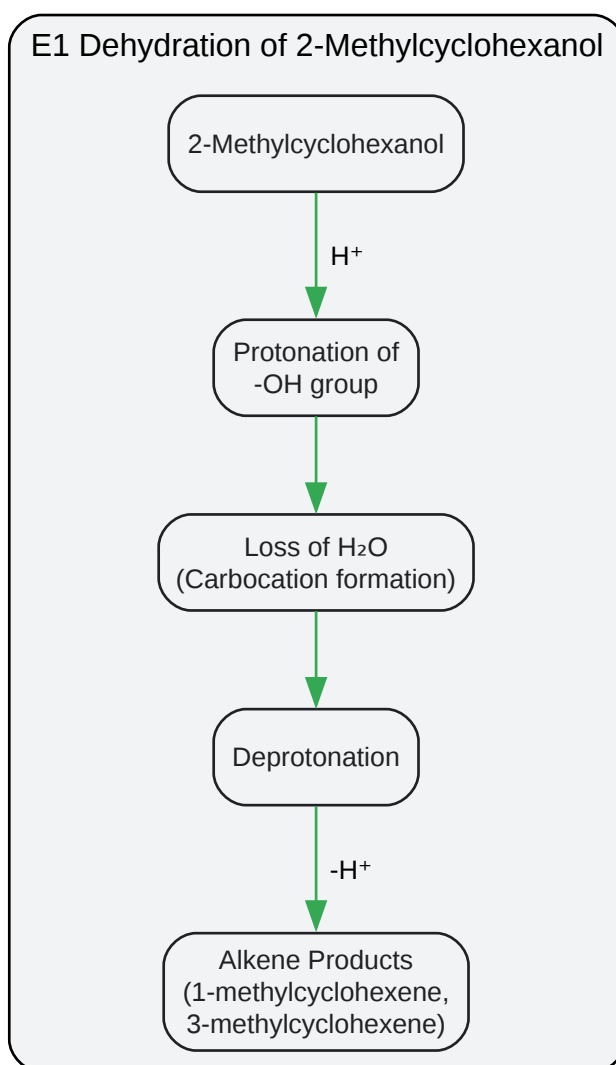 E1 Dehydration of 2-Methylcyclohexanol
2-Methylcyclohexanol
H⁺
Protonation of
-OH group
Loss of H₂O
(Carbocation formation)
Deprotonation
-H⁺
Alkene Products
(1-methylcyclohexene,
3-methylcyclohexene)